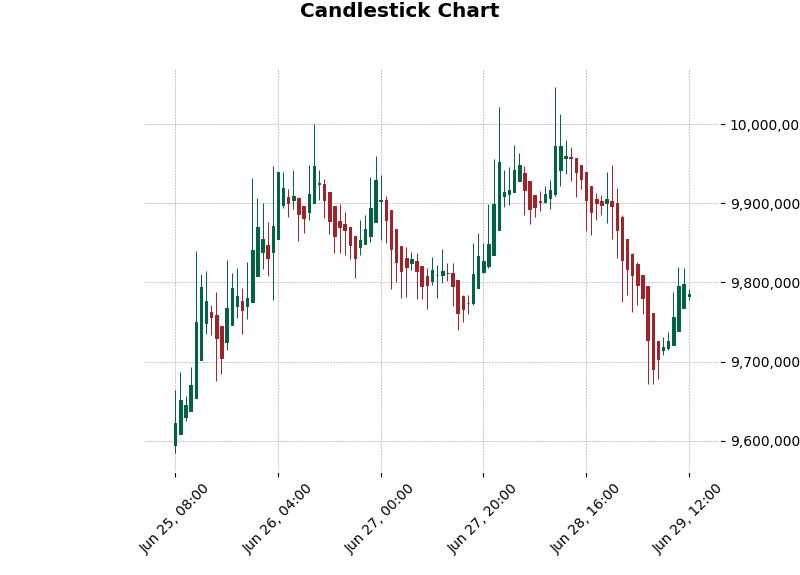 Candlestick Chart
10,000,00
9,900,000
9,800,000
9,700,000
9,600,000
Jun 25, 08:00
Jun 26, 04:00
Jun 27, 00:00
Jun 27, 20:00
Jun 28, 16:00
Jun 29, 12:00